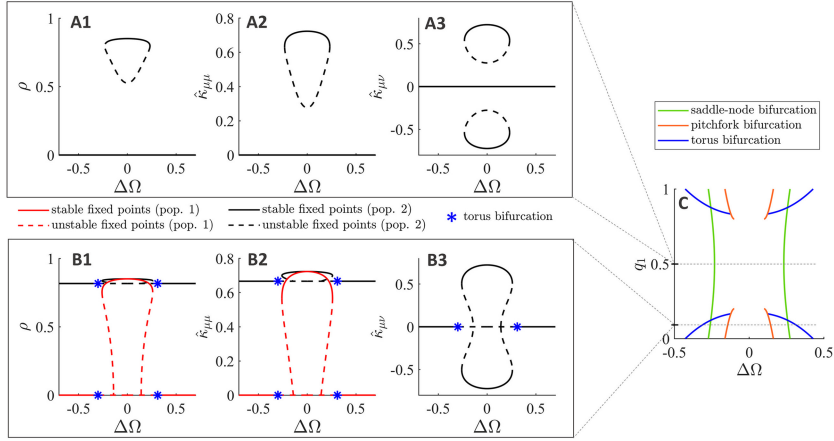 A1
A2
A3
1
0.5
0
ρ
-0.5 0 0.5
ΔΩ
0.8
0.6
0.4
0.2
0
κ̂μμ
-0.5 0 0.5
ΔΩ
0.5
0
-0.5
κ̂μν
-0.5 0 0.5
ΔΩ
stable fixed points (pop. 1)
stable fixed points (pop. 2)
torus bifurcation
unstable fixed points (pop. 1)
unstable fixed points (pop. 2)
B1
B2
B3
1
0.5
0
ρ
-0.5 0 0.5
ΔΩ
0.8
0.6
0.4
0.2
0
κ̂μμ
-0.5 0 0.5
ΔΩ
0.5
0
-0.5
κ̂μν
-0.5 0 0.5
ΔΩ
saddle-node bifurcation
pitchfork bifurcation
torus bifurcation
C
1
0.5
0
q1
-0.5 0 0.5
ΔΩ